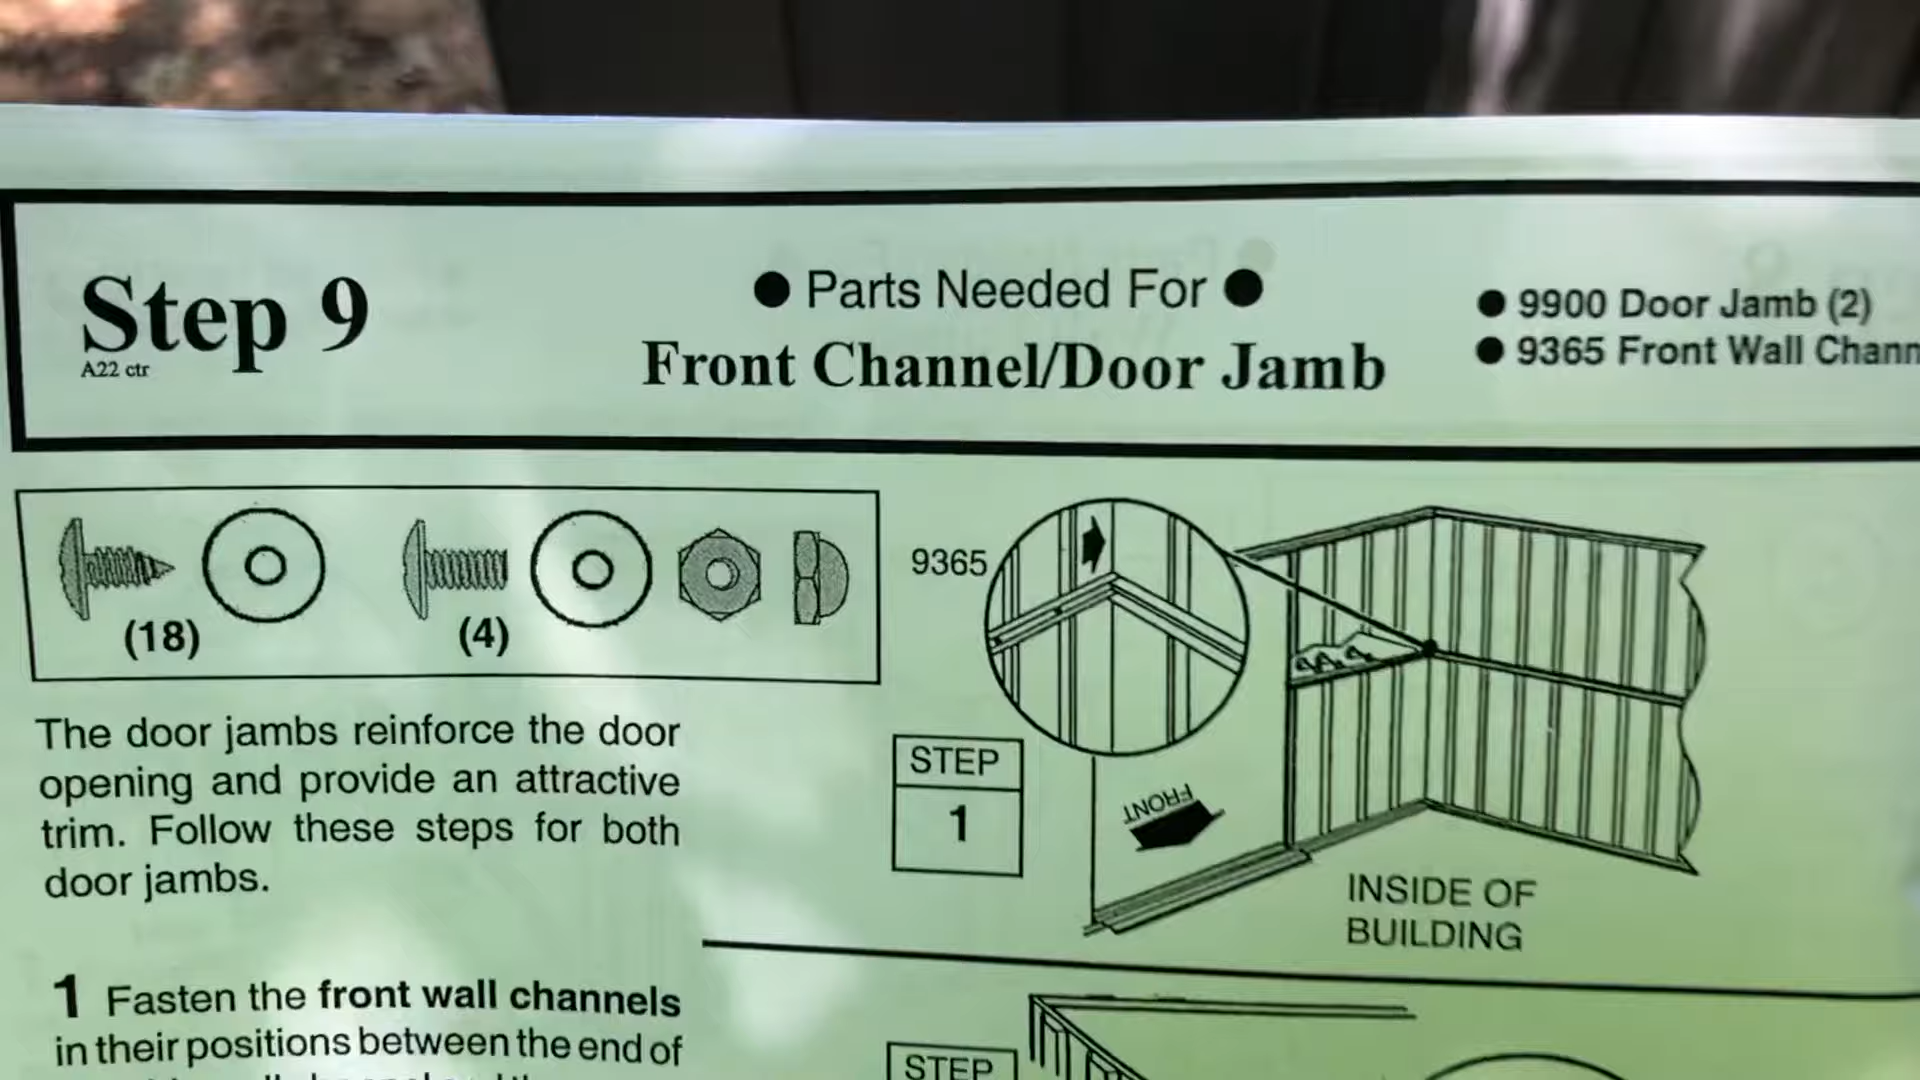 Step 9
A22 ctr
● Parts Needed For ●
Front Channel/Door Jamb
● 9900 Door Jamb (2)
● 9365 Front Wall Chann
(18)
(4)
The door jambs reinforce the door
opening and provide an attractive
trim. Follow these steps for both
door jambs.
1 Fasten the front wall channels
in their positions between the end of
9365
STEP
1
FRONT
INSIDE OF
BUILDING
STEP